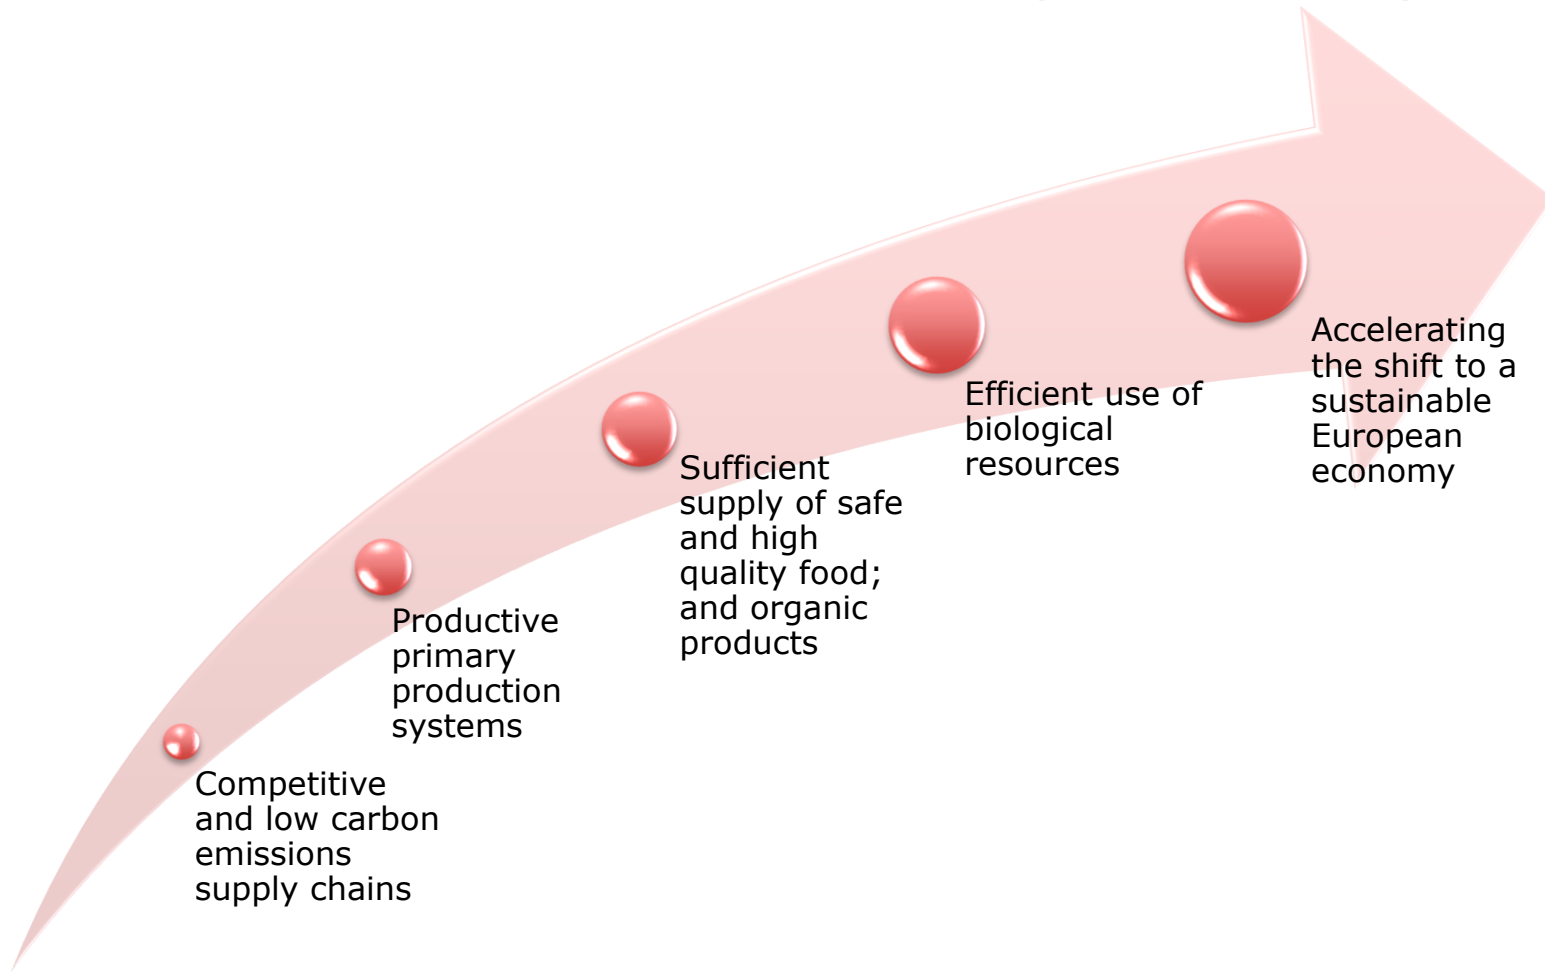 Competitive
and low carbon
emissions
supply chains
Productive
primary
production
systems
Sufficient
supply of safe
and high
quality food;
and organic
products
Efficient use of
biological
resources
Accelerating
the shift to a
sustainable
European
economy